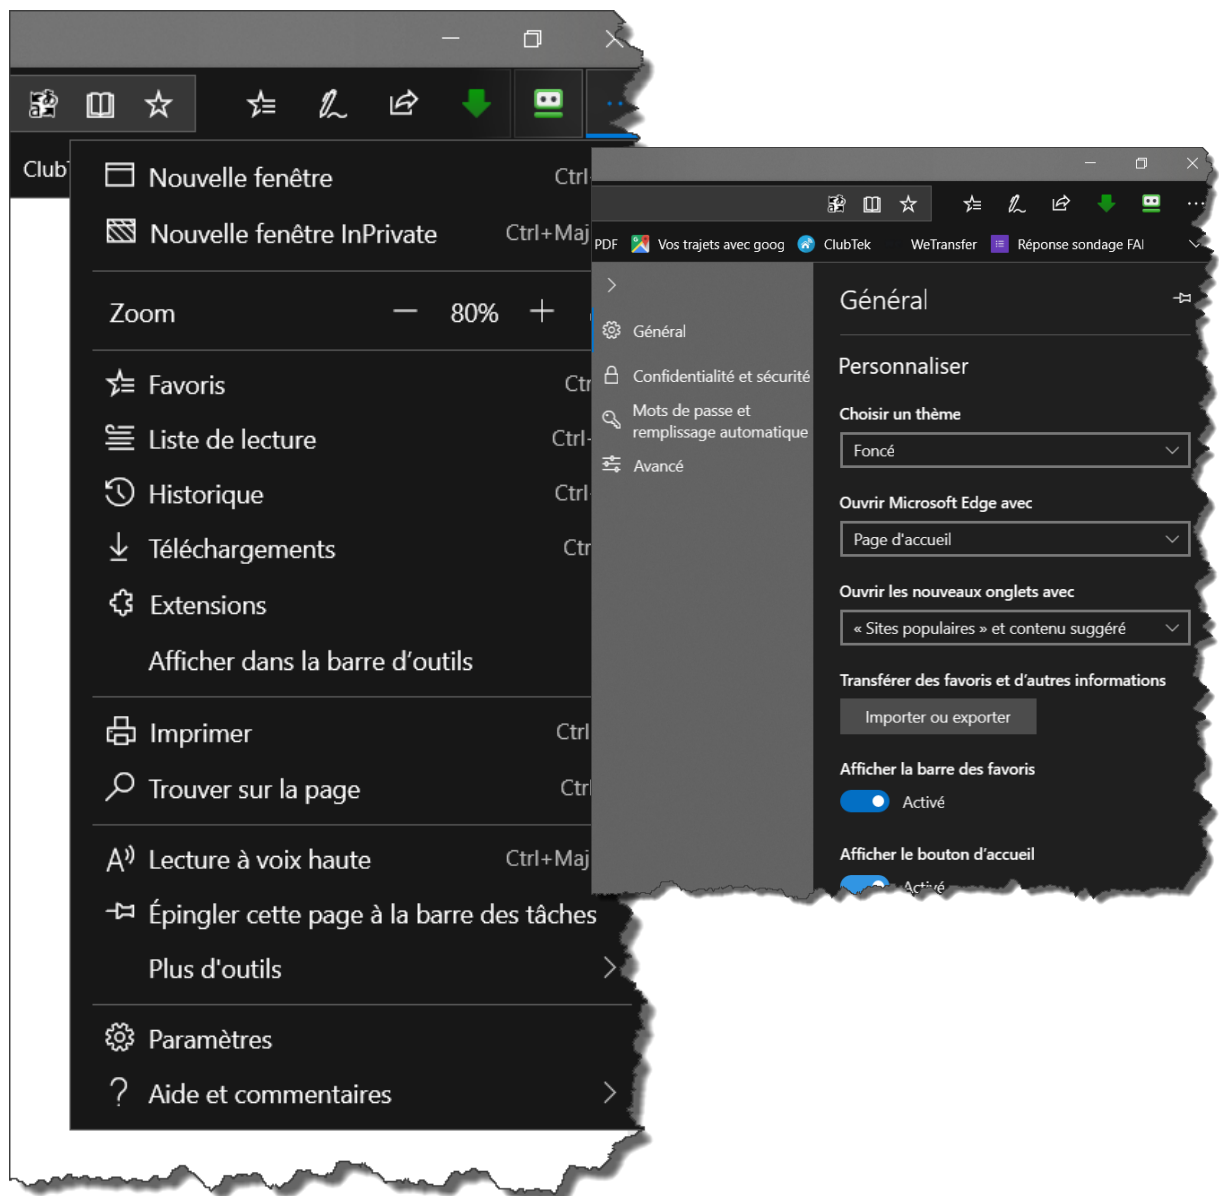 Club
Nouvelle fenêtre Ctrl
Nouvelle fenêtre InPrivate Ctrl+Maj
Zoom 80%
Favoris Ctr
Liste de lecture Ctrl
Historique Ctrl
Téléchargements Ctr
Extensions
Afficher dans la barre d'outils
Imprimer Ctrl
Trouver sur la page Ctrl
A Lecture à voix haute Ctrl+Maj
Épingler cette page à la barre des tâches
Plus d'outils
Paramètres
? Aide et commentaires
PDF Vos trajets avec goog ClubTek WeTransfer Réponse sondage FAI
Général
Confidentialité et sécurité
Mots de passe et
remplissage automatique
Avancé
Général
Personnaliser
Choisir un thème
Foncé
Ouvrir Microsoft Edge avec
Page d'accueil
Ouvrir les nouveaux onglets avec
« Sites populaires » et contenu suggéré
Transférer des favoris et d'autres informations
Importer ou exporter
Afficher la barre des favoris
Activé
Afficher le bouton d'accueil
Activé